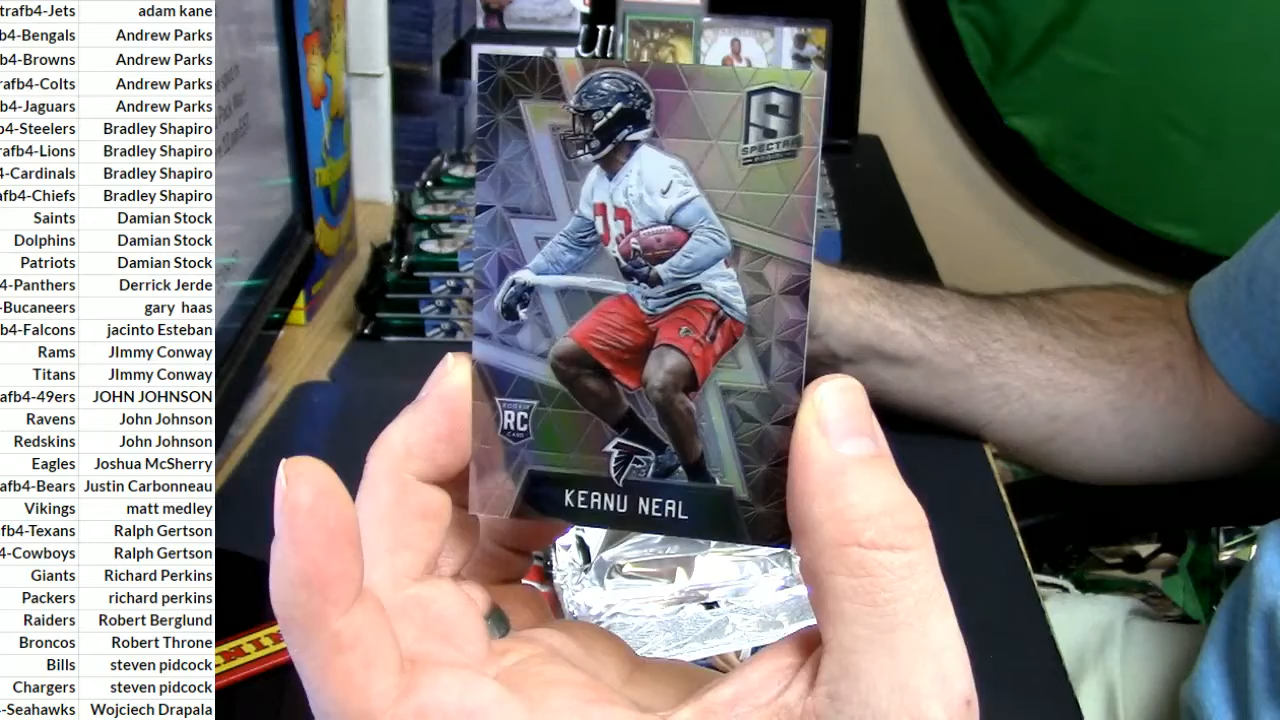 trafb4-Jets adam kane
b4-Bengals Andrew Parks
b4-Browns Andrew Parks
rafb4-Colts Andrew Parks
b4-Jaguars Andrew Parks
b4-Steelers Bradley Shapiro
rafb4-Lions Bradley Shapiro
4-Cardinals Bradley Shapiro
afb4-Chiefs Bradley Shapiro
Saints Damian Stock
Dolphins Damian Stock
Patriots Damian Stock
4-Panthers Derrick Jerde
-Bucaneers gary haas
b4-Falcons jacinto Esteban
Rams JImmy Conway
Titans JImmy Conway
afb4-49ers JOHN JOHNSON
Ravens John Johnson
Redskins John Johnson
Eagles Joshua McSherry
afb4-Bears Justin Carbonneau
Vikings matt medley
fb4-Texans Ralph Gertson
4-Cowboys Ralph Gertson
Giants Richard Perkins
Packers richard perkins
Raiders Robert Berglund
Broncos Robert Throne
Bills steven pidcock
Chargers steven pidcock
-Seahawks Wojciech Drapala
S
SPECTRA
ROOKIE
RC
CARD
KEANU NEAL